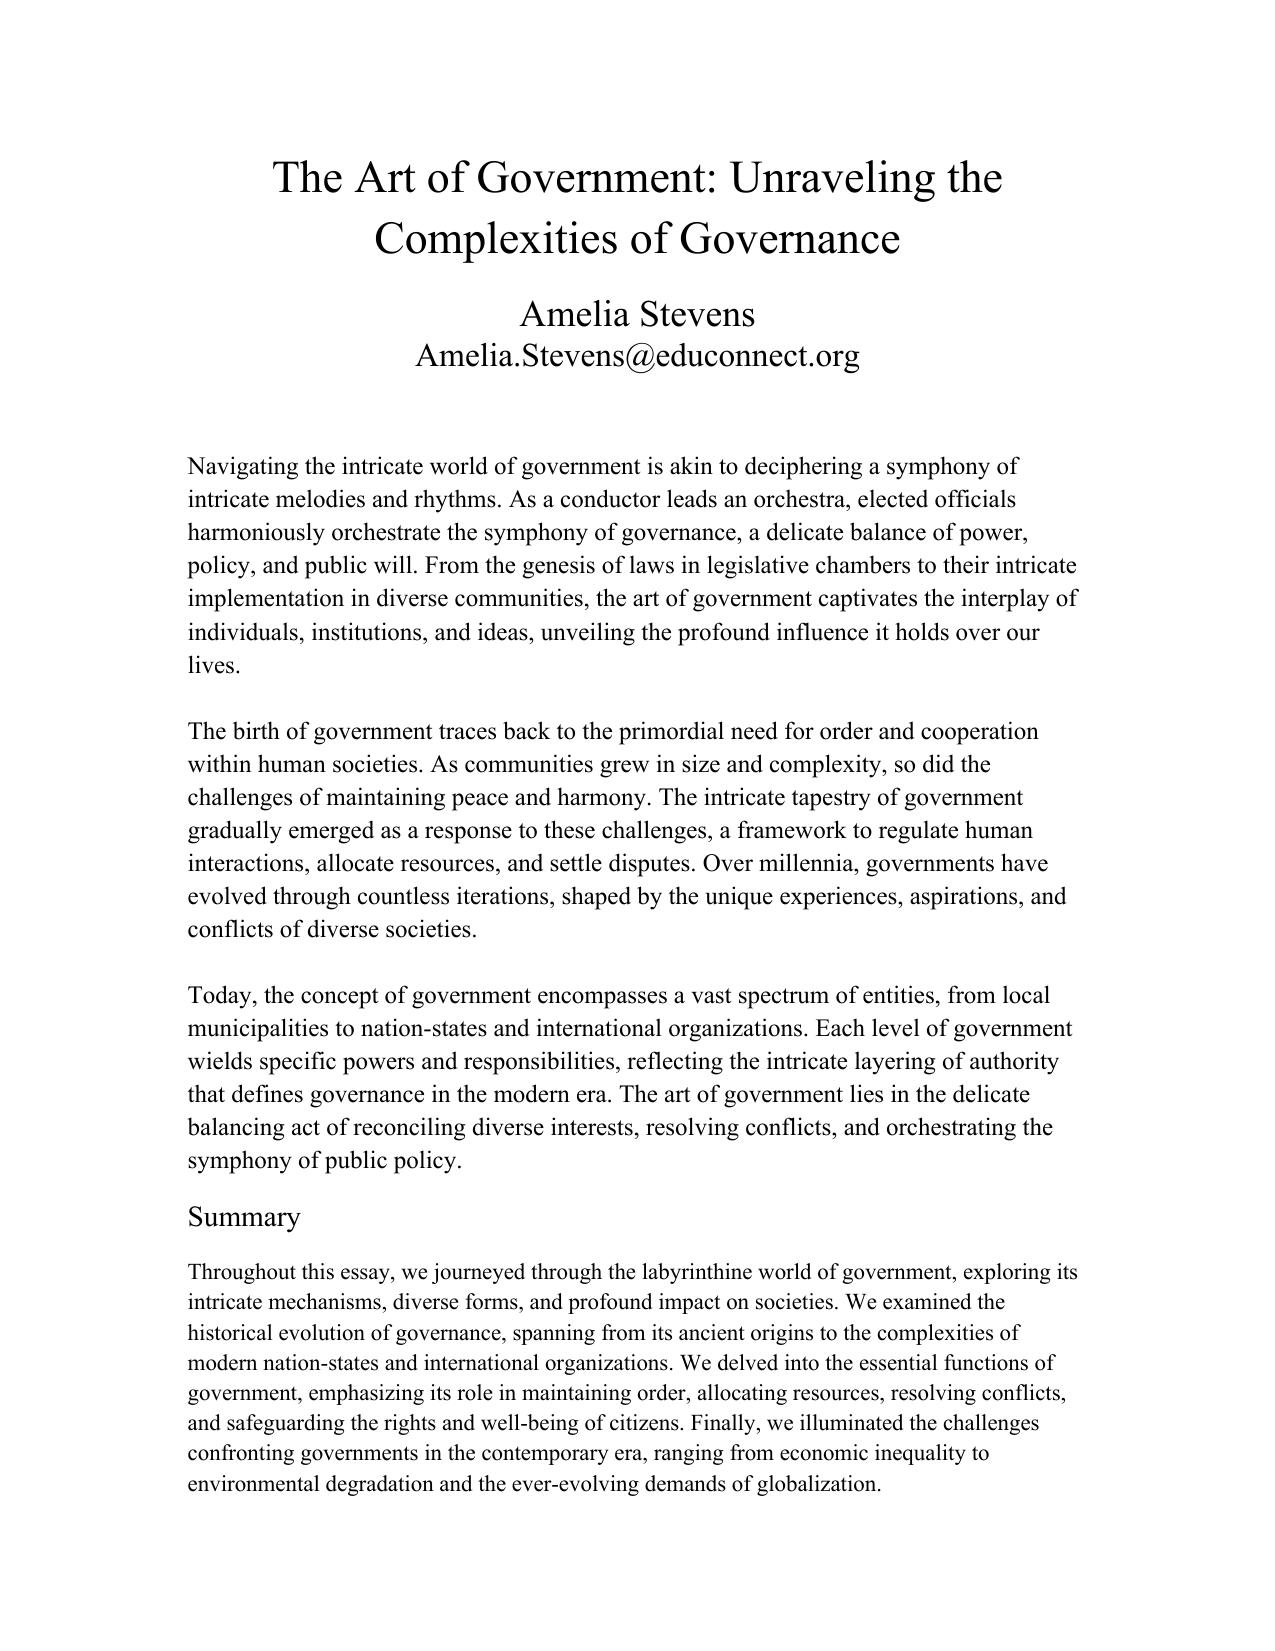 The Art of Government: Unraveling the
Complexities of Governance
Amelia Stevens
Amelia.Stevens@educonnect.org
Navigating the intricate world of government is akin to deciphering a symphony of
intricate melodies and rhythms. As a conductor leads an orchestra, elected officials
harmoniously orchestrate the symphony of governance, a delicate balance of power,
policy, and public will. From the genesis of laws in legislative chambers to their intricate
implementation in diverse communities, the art of government captivates the interplay of
individuals, institutions, and ideas, unveiling the profound influence it holds over our
lives.
The birth of government traces back to the primordial need for order and cooperation
within human societies. As communities grew in size and complexity, so did the
challenges of maintaining peace and harmony. The intricate tapestry of government
gradually emerged as a response to these challenges, a framework to regulate human
interactions, allocate resources, and settle disputes. Over millennia, governments have
evolved through countless iterations, shaped by the unique experiences, aspirations, and
conflicts of diverse societies.
Today, the concept of government encompasses a vast spectrum of entities, from local
municipalities to nation-states and international organizations. Each level of government
wields specific powers and responsibilities, reflecting the intricate layering of authority
that defines governance in the modern era. The art of government lies in the delicate
balancing act of reconciling diverse interests, resolving conflicts, and orchestrating the
symphony of public policy.
Summary
Throughout this essay, we journeyed through the labyrinthine world of government, exploring its
intricate mechanisms, diverse forms, and profound impact on societies. We examined the
historical evolution of governance, spanning from its ancient origins to the complexities of
modern nation-states and international organizations. We delved into the essential functions of
government, emphasizing its role in maintaining order, allocating resources, resolving conflicts,
and safeguarding the rights and well-being of citizens. Finally, we illuminated the challenges
confronting governments in the contemporary era, ranging from economic inequality to
environmental degradation and the ever-evolving demands of globalization.